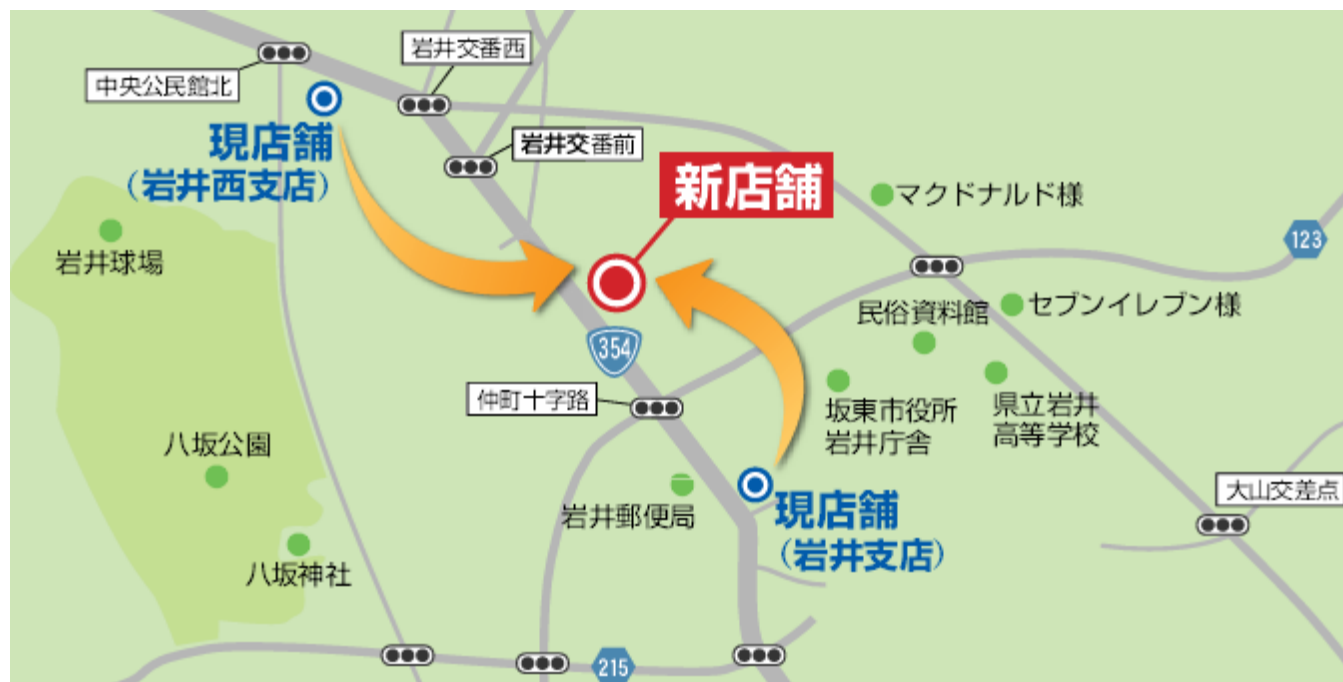 岩井交番西
中央公民館北
現店舗
（岩井西支店）
岩井交番前
新店舗
マクドナルド様
123
岩井球場
民俗資料館
セブンイレブン様
354
仲町十字路
坂東市役所
岩井庁舎
県立岩井
高等学校
八坂公園
大山交差点
岩井郵便局
現店舗
（岩井支店）
八坂神社
215